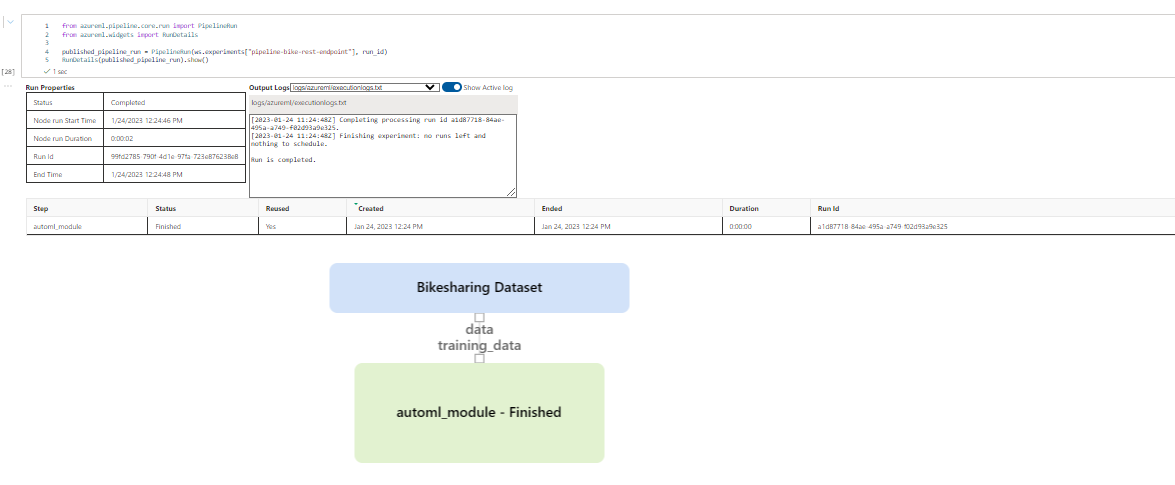 1 from azureml.pipeline.core.run import PipelineRun
2 from azureml.widgets import RunDetails
3
4 published_pipeline_run = PipelineRun(ws.experiments["pipeline-bike-rest-endpoint"], run_id)
5 RunDetails(published_pipeline_run).show()
[28] ✓ 1 sec
Run Properties
Status Completed
Node run Start Time 1/24/2023 12:24:46 PM
Node run Duration 0:00:02
Run Id 99fd2785-790f-4d1e-97fa-723e876238e8
End Time 1/24/2023 12:24:48 PM
Output Logs logs/azureml/executionlogs.txt Show Active log
logs/azureml/executionlogs.txt
[2023-01-24 11:24:48Z] Completing processing run id a1d87718-84ae-
495a-a749-f02d93a9e325.
[2023-01-24 11:24:48Z] Finishing experiment: no runs left and
nothing to schedule.
Run is completed.
Step Status Reused Created Ended Duration Run Id
automl_module Finished Yes Jan 24, 2023 12:24 PM Jan 24, 2023 12:24 PM 0:00:00 a1d87718-84ae-495a-a749-f02d93a9e325
Bikesharing Dataset
data
training_data
automl_module - Finished